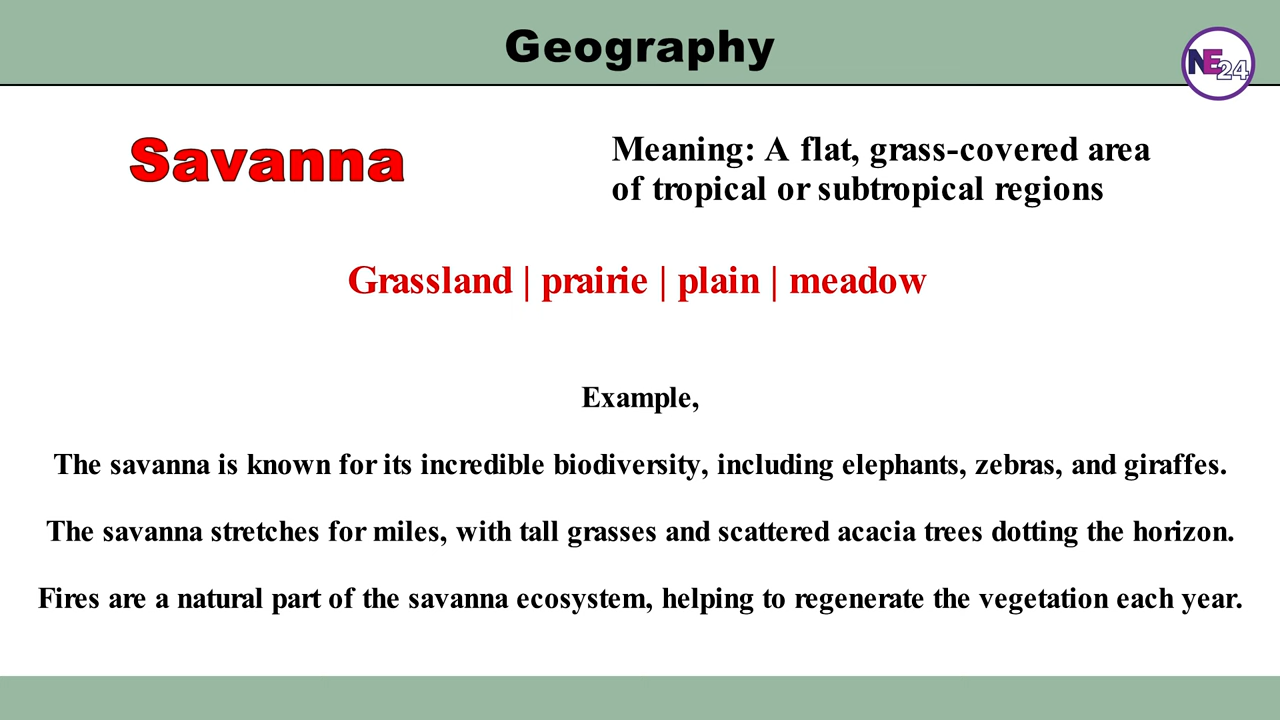 Geography
NE24
Savanna
Meaning: A flat, grass-covered area
of tropical or subtropical regions
Grassland | prairie | plain | meadow
Example,
The savanna is known for its incredible biodiversity, including elephants, zebras, and giraffes.
The savanna stretches for miles, with tall grasses and scattered acacia trees dotting the horizon.
Fires are a natural part of the savanna ecosystem, helping to regenerate the vegetation each year.